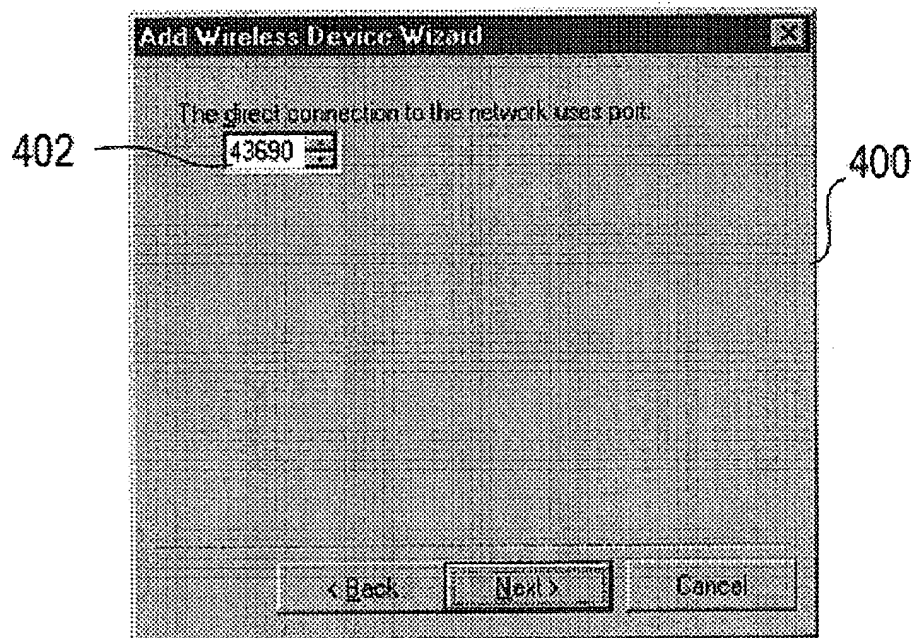 Add Wireless Device Wizard
The direct connection to the network uses port:
402
43690
400
< Back
Next >
Cancel